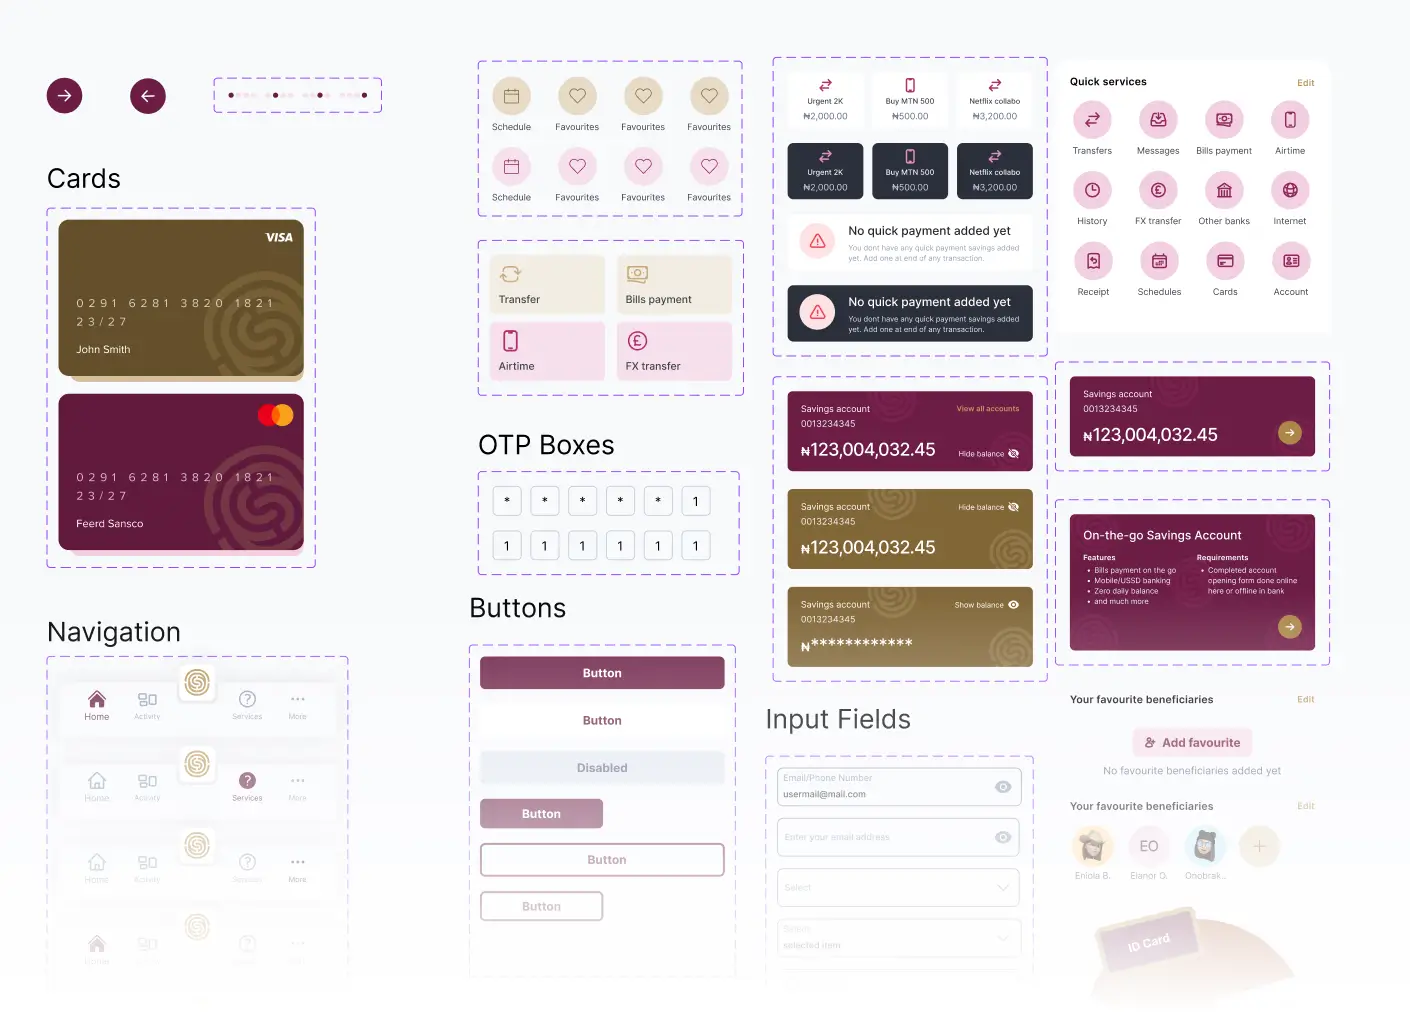 Cards
VISA
0291 6281 3820 1821
23/27
John Smith
0291 6281 3820 1821
23/27
Feerd Sansco
Navigation
Home
Activity
Services
More
Home
Activity
Services
More
Home
Activity
Services
More
Home
Schedule
Favourites
Favourites
Favourites
Schedule
Favourites
Favourites
Favourites
Transfer
Bills payment
Airtime
FX transfer
OTP Boxes
* * * * * 1
1 1 1 1 1 1
Buttons
Button
Button
Disabled
Button
Button
Button
Urgent 2K
₦2,000.00
Buy MTN 500
₦500.00
Netflix collabo
₦3,200.00
Urgent 2K
₦2,000.00
Buy MTN 500
₦500.00
Netflix collabo
₦3,200.00
No quick payment added yet
You dont have any quick payment savings added
yet. Add one at end of any transaction.
No quick payment added yet
You dont have any quick payment savings added
yet. Add one at end of any transaction.
Savings account
View all accounts
0013234345
₦123,004,032.45
Hide balance
Savings account
Hide balance
0013234345
₦123,004,032.45
Savings account
Show balance
0013234345
₦************
Input Fields
Email/Phone Number
usermail@mail.com
Enter your email address
Select
Select
selected item
Quick services
Edit
Transfers
Messages
Bills payment
Airtime
History
FX transfer
Other banks
Internet
Receipt
Schedules
Cards
Account
Savings account
0013234345
₦123,004,032.45
On-the-go Savings Account
Features
• Bills payment on the go
• Mobile/USSD banking
• Zero daily balance
• and much more
Requirements
• Completed account
opening form done online
here or offline in bank
Your favourite beneficiaries
Edit
Add favourite
No favourite beneficiaries added yet
Your favourite beneficiaries
Edit
EO
Eniola B.
Elanor O.
Onobrak...
ID Card